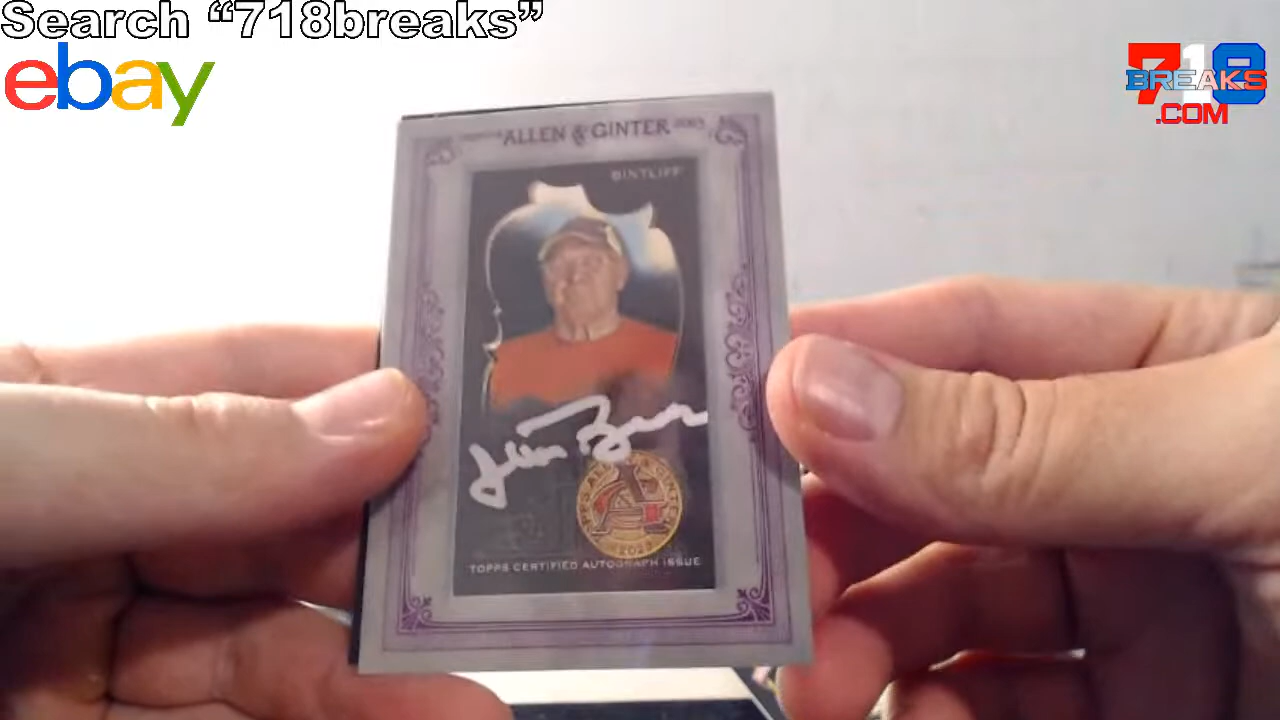 Search “718breaks”
ebay
718
BREAKS
.COM
ALLEN & GINTER
BINTLIFF
TOPPS CERTIFIED AUTOGRAPH ISSUE